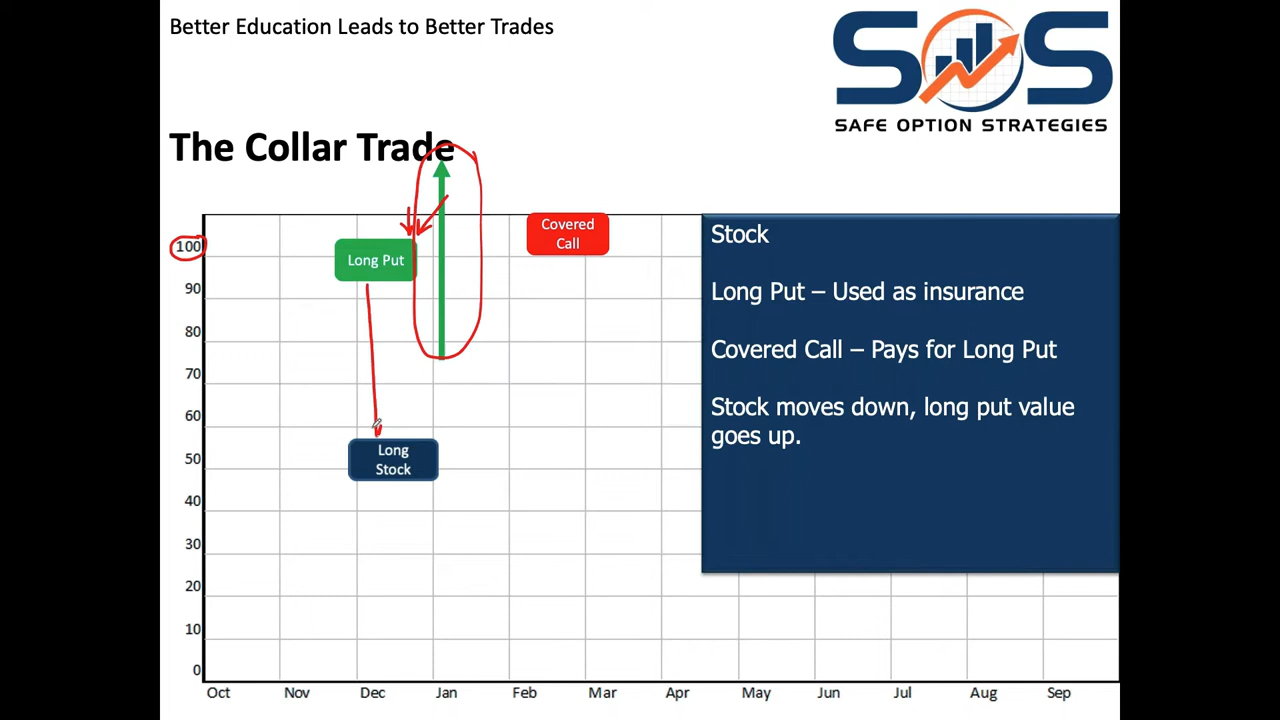 Better Education Leads to Better Trades
SOS
SAFE OPTION STRATEGIES
The Collar Trade
100
90
80
70
60
50
40
30
20
10
0
Long Put
Covered
Call
Long
Stock
Stock
Long Put – Used as insurance
Covered Call – Pays for Long Put
Stock moves down, long put value
goes up.
Oct Nov Dec Jan Feb Mar Apr May Jun Jul Aug Sep